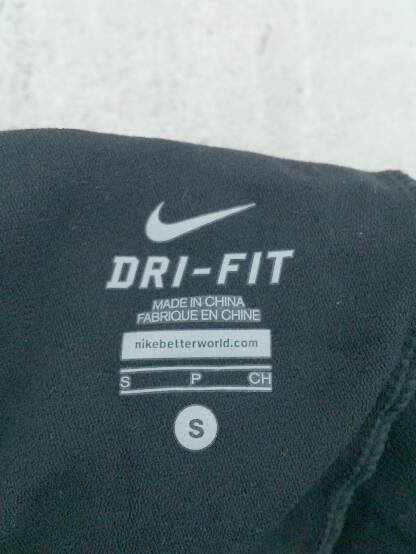 DRI-FIT
MADE IN CHINA
FABRIQUE EN CHINE
nikebetterworld.com
S P CH
S